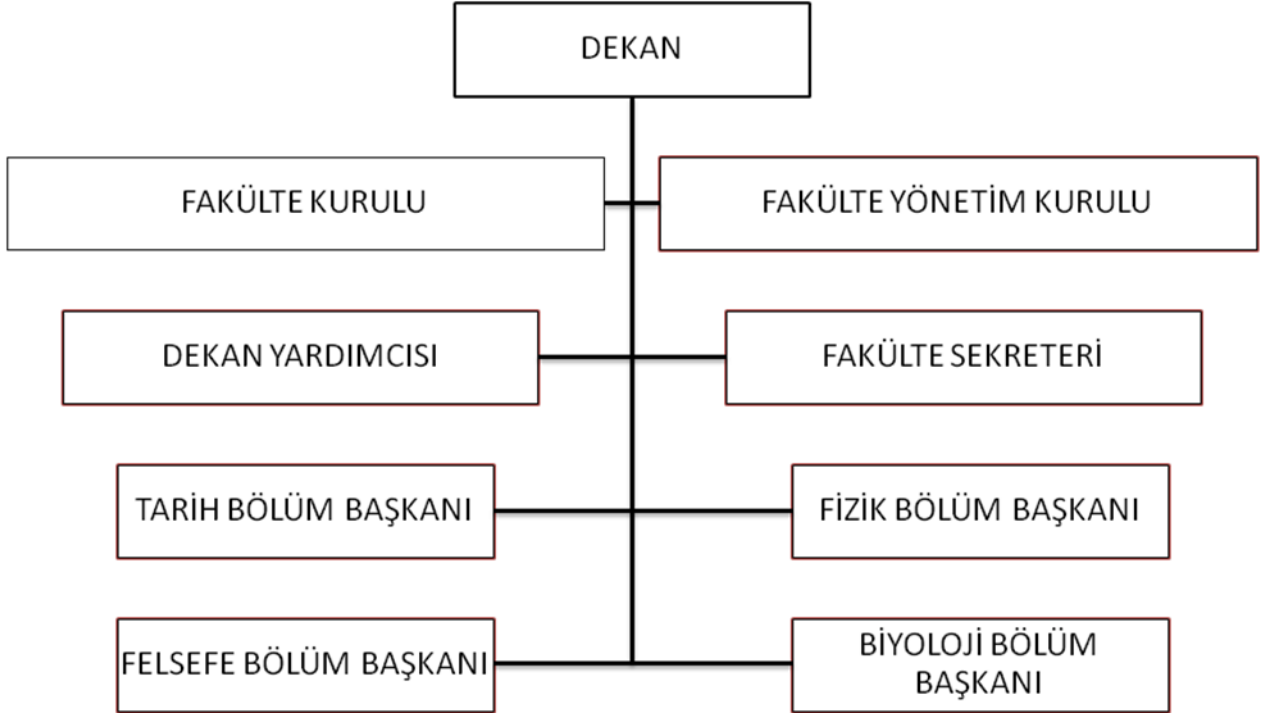 DEKAN
FAKÜLTE KURULU
FAKÜLTE YÖNETİM KURULU
DEKAN YARDIMCISI
FAKÜLTE SEKRETERİ
TARİH BÖLÜM BAŞKANI
FİZİK BÖLÜM BAŞKANI
FELSEFE BÖLÜM BAŞKANI
BİYOLOJİ BÖLÜM
BAŞKANI